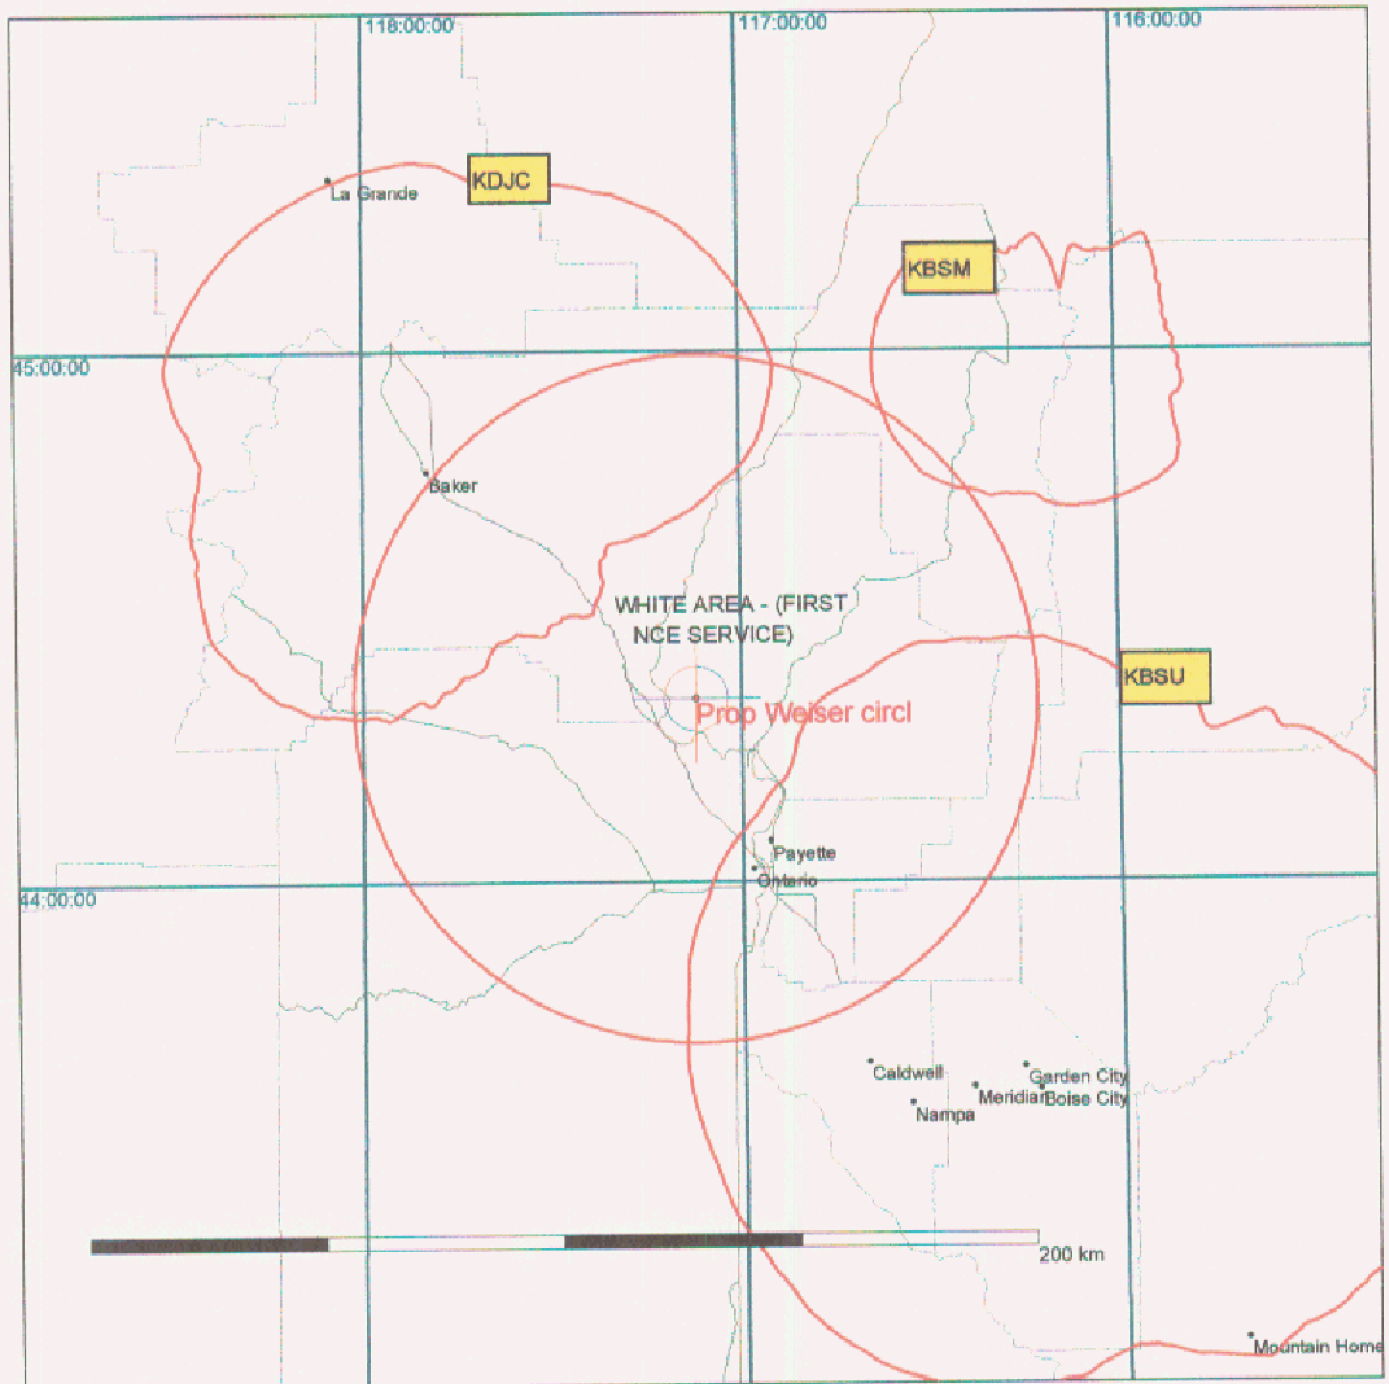 118:00:00
117:00:00
116:00:00
KDJC
La Grande
KBSM
45:00:00
Baker
WHITE AREA - (FIRST
NCE SERVICE)
KBSU
Prop Weiser circl
Payette
Ontario
44:00:00
Caldwell
Garden City
Meridian
Boise City
Nampa
200 km
Mountain Home